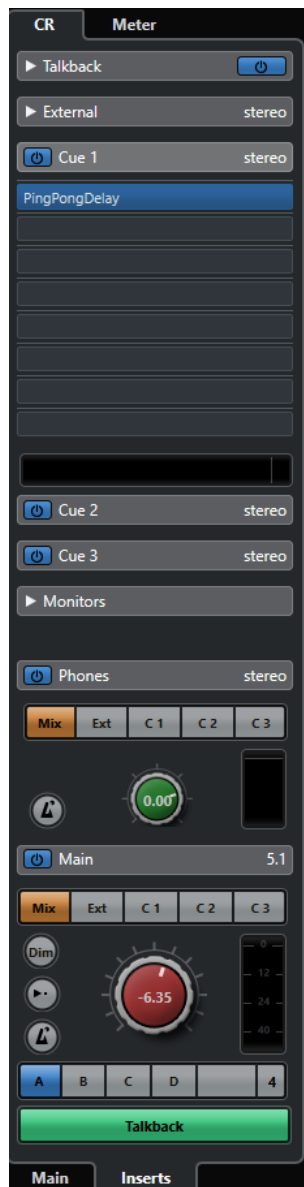 CR Meter
Talkback
External stereo
Cue 1 stereo
PingPongDelay
Cue 2 stereo
Cue 3 stereo
Monitors
Phones stereo
Mix Ext C 1 C 2 C 3
0.00
Main 5.1
Mix Ext C 1 C 2 C 3
Dim
0
12
-6.35
24
40
A B C D 4
Talkback
Main Inserts